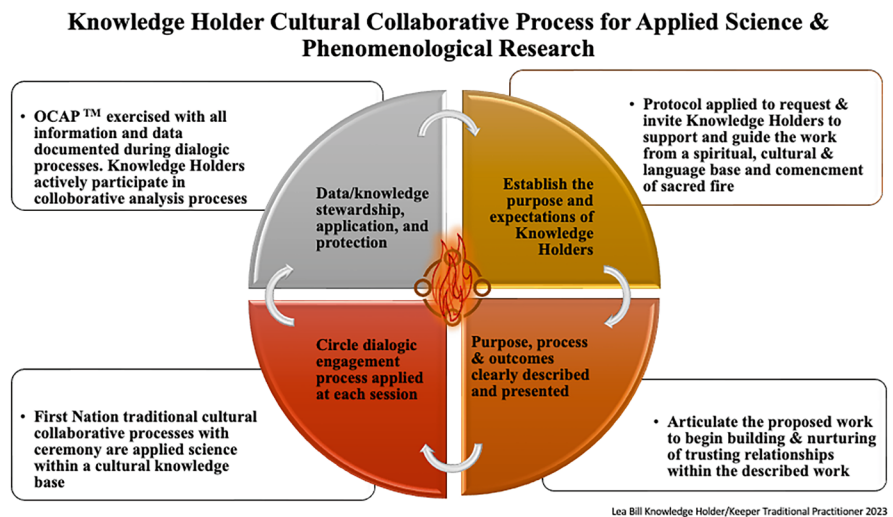 Knowledge Holder Cultural Collaborative Process for Applied Science &
Phenomenological Research
• OCAP ™ exercised with all
information and data
documented during dialogic
processes. Knowledge Holders
actively participate in
colloborative analysis proceses
• Protocol applied to request &
invite Knowledge Holders to
support and guide the work
from a spiritual, cultural &
language base and comencment
of sacred fire
Data/knowledge
stewardship,
application, and
protection
Establish the
purpose and
expectations of
Knowledge
Holders
Circle dialogic
engagement
process applied
at each session
Purpose, process
& outcomes
clearly described
and presented
• First Nation traditional cultural
collaborative processes with
ceremony are applied science
within a cultural knowledge
base
• Articulate the proposed work
to begin building & nurturing
of trusting relationships
within the described work
Lea Bill Knowledge Holder/Keeper Traditional Practitioner 2023